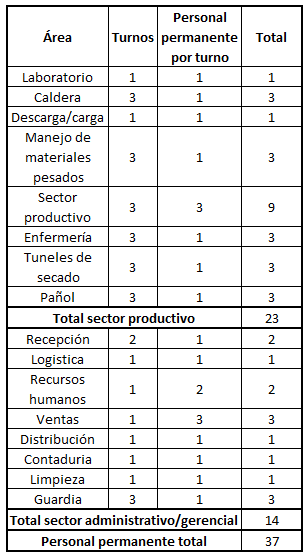 Área Turnos Personal permanente por turno Total
Laboratorio 1 1 1
Caldera 3 1 3
Descarga/carga 1 1 1
Manejo de materiales pesados 3 1 3
Sector productivo 3 3 9
Enfermería 3 1 3
Tuneles de secado 3 1 3
Pañol 3 1 3
Total sector productivo 23
Recepción 2 1 2
Logistica 1 1 1
Recursos humanos 1 2 2
Ventas 1 3 3
Distribución 1 1 1
Contaduria 1 1 1
Limpieza 1 1 1
Guardia 3 1 3
Total sector administrativo/gerencial 14
Personal permanente total 37